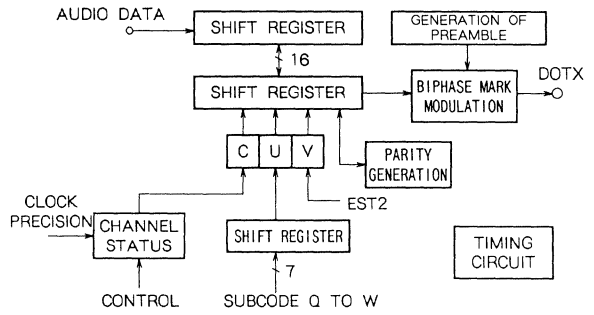 AUDIO DATA
SHIFT REGISTER
GENERATION OF
PREAMBLE
16
SHIFT REGISTER
BIPHASE MARK
MODULATION
DOTX
C U V
PARITY
GENERATION
EST2
CLOCK
PRECISION
CHANNEL
STATUS
SHIFT REGISTER
TIMING
CIRCUIT
7
CONTROL
SUBCODE Q TO W